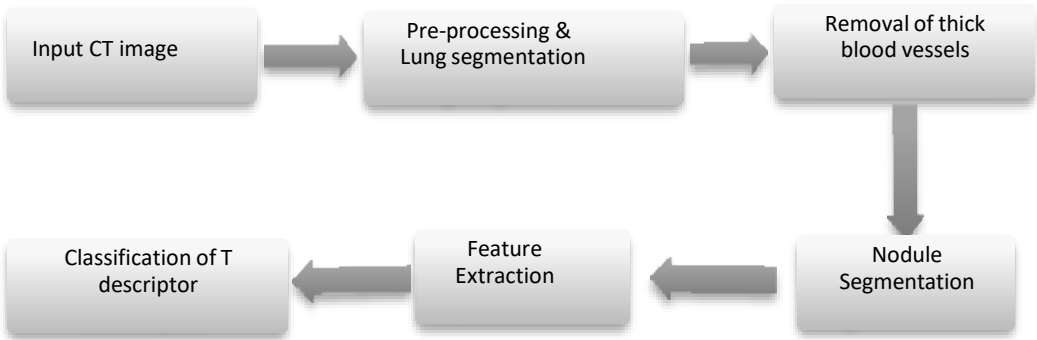 Input CT image
Pre-processing &
Lung segmentation
Removal of thick
blood vessels
Nodule
Segmentation
Feature
Extraction
Classification of T
descriptor